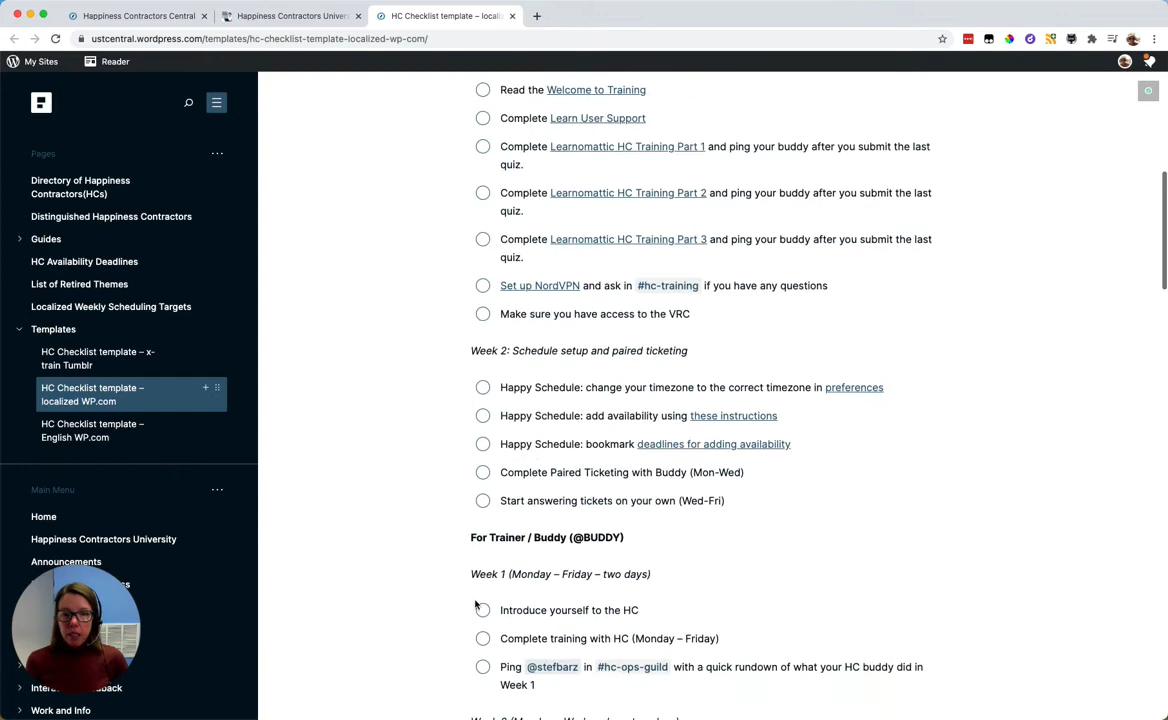 Happiness Contractors Central
Happiness Contractors Univer
HC Checklist template – locali
ustcentral.wordpress.com/templates/hc-checklist-template-localized-wp-com/
My Sites
Reader
Pages
Directory of Happiness
Contractors(HCs)
Distinguished Happiness Contractors
Guides
HC Availability Deadlines
List of Retired Themes
Localized Weekly Scheduling Targets
Templates
HC Checklist template – x-
train Tumblr
HC Checklist template –
localized WP.com
HC Checklist template –
English WP.com
Main Menu
Home
Happiness Contractors University
Announcements
Work and Info
Read the Welcome to Training
Complete Learn User Support
Complete Learnomattic HC Training Part 1 and ping your buddy after you submit the last
quiz.
Complete Learnomattic HC Training Part 2 and ping your buddy after you submit the last
quiz.
Complete Learnomattic HC Training Part 3 and ping your buddy after you submit the last
quiz.
Set up NordVPN and ask in #hc-training if you have any questions
Make sure you have access to the VRC
Week 2: Schedule setup and paired ticketing
Happy Schedule: change your timezone to the correct timezone in preferences
Happy Schedule: add availability using these instructions
Happy Schedule: bookmark deadlines for adding availability
Complete Paired Ticketing with Buddy (Mon-Wed)
Start answering tickets on your own (Wed-Fri)
For Trainer / Buddy (@BUDDY)
Week 1 (Monday – Friday – two days)
Introduce yourself to the HC
Complete training with HC (Monday – Friday)
Ping @stefbarz in #hc-ops-guild with a quick rundown of what your HC buddy did in
Week 1